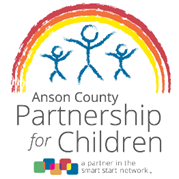 Anson County
Partnership
for Children
a partner in the
smart start network.